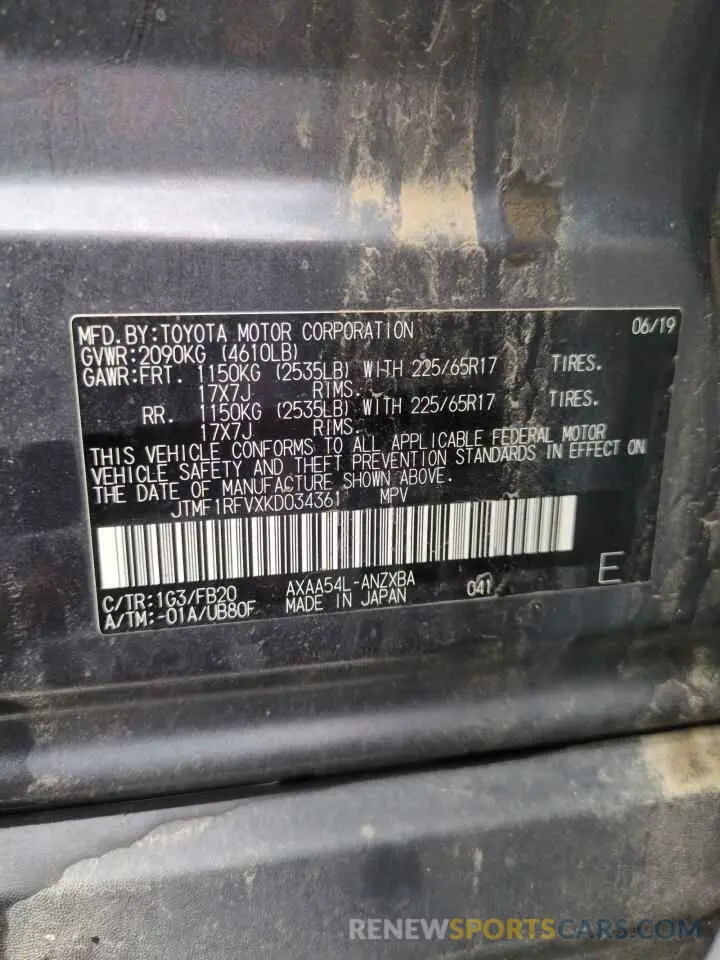 MFD.BY:TOYOTA MOTOR CORPORATION 06/19
GVWR:2090KG (4610LB)
GAWR:FRT. 1150KG (2535LB) WITH 225/65R17 TIRES.
17X7J RIMS.
RR. 1150KG (2535LB) WITH 225/65R17 TIRES.
17X7J RIMS.
THIS VEHICLE CONFORMS TO ALL APPLICABLE FEDERAL MOTOR
VEHICLE SAFETY AND THEFT PREVENTION STANDARDS IN EFFECT ON
THE DATE OF MANUFACTURE SHOWN ABOVE.
JTMF1RFVXKD034361 MPV
C/TR:1G3/FB20 AXAA54L-ANZXBA 041 E
A/TM:-01A/UB80F MADE IN JAPAN
RENEWSPORTSCARS.COM